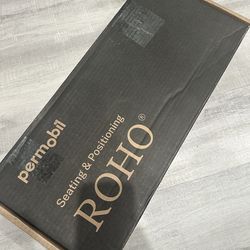 permobil
Seating & Positioning
ROHO®